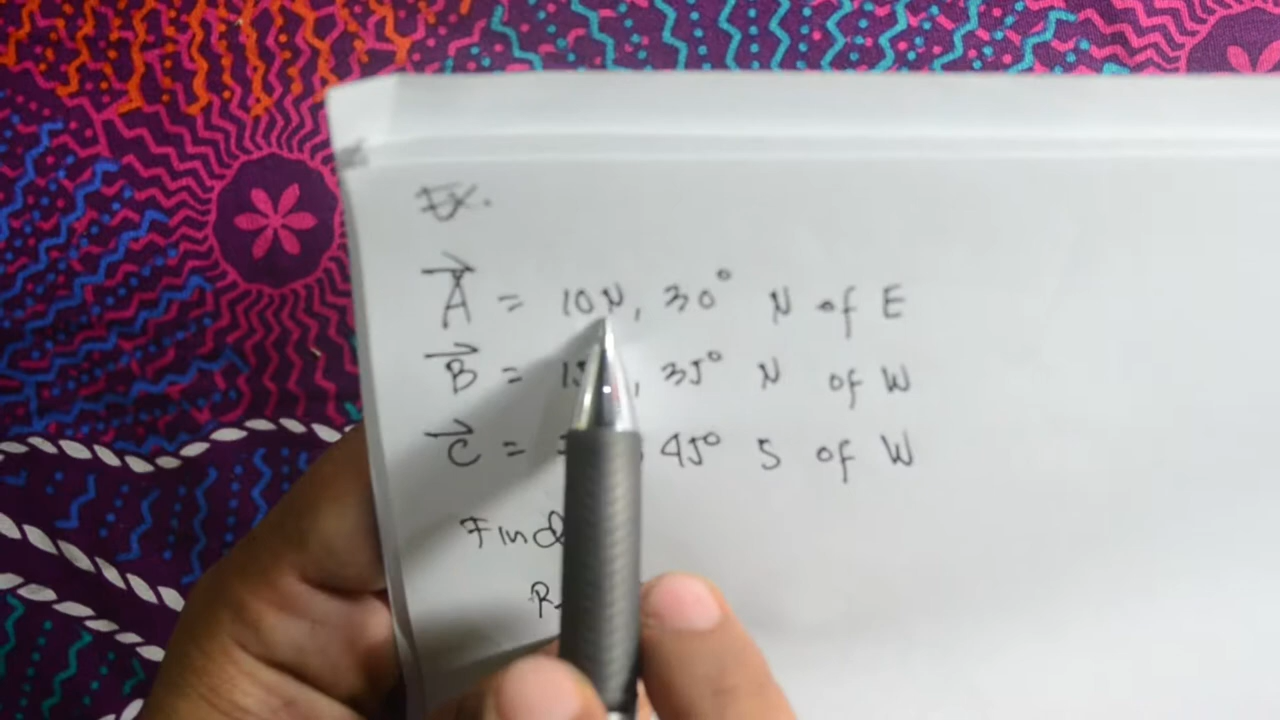 Ex.
A = 10N, 30° N of E
B = , 35° N of W
C = 45° S of W
Find
R